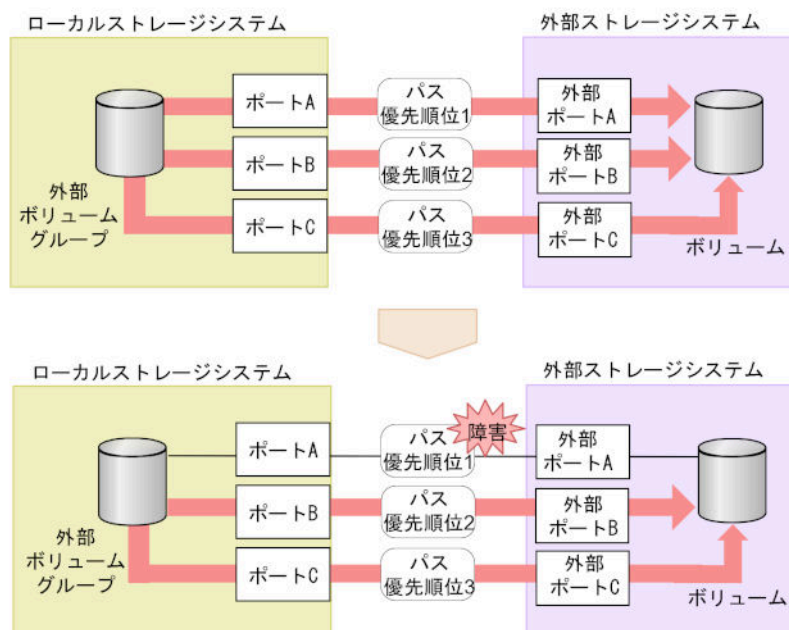 ローカルストレージシステム
外部ストレージシステム
ポートA
パス
優先順位1
外部
ポートA
ポートB
パス
優先順位2
外部
ポートB
外部
ボリューム
グループ
ポートC
パス
優先順位3
外部
ポートC
ボリューム
ローカルストレージシステム
外部ストレージシステム
ポートA
パス
優先順位1
障害
外部
ポートA
ポートB
パス
優先順位2
外部
ポートB
外部
ボリューム
グループ
ポートC
パス
優先順位3
外部
ポートC
ボリューム